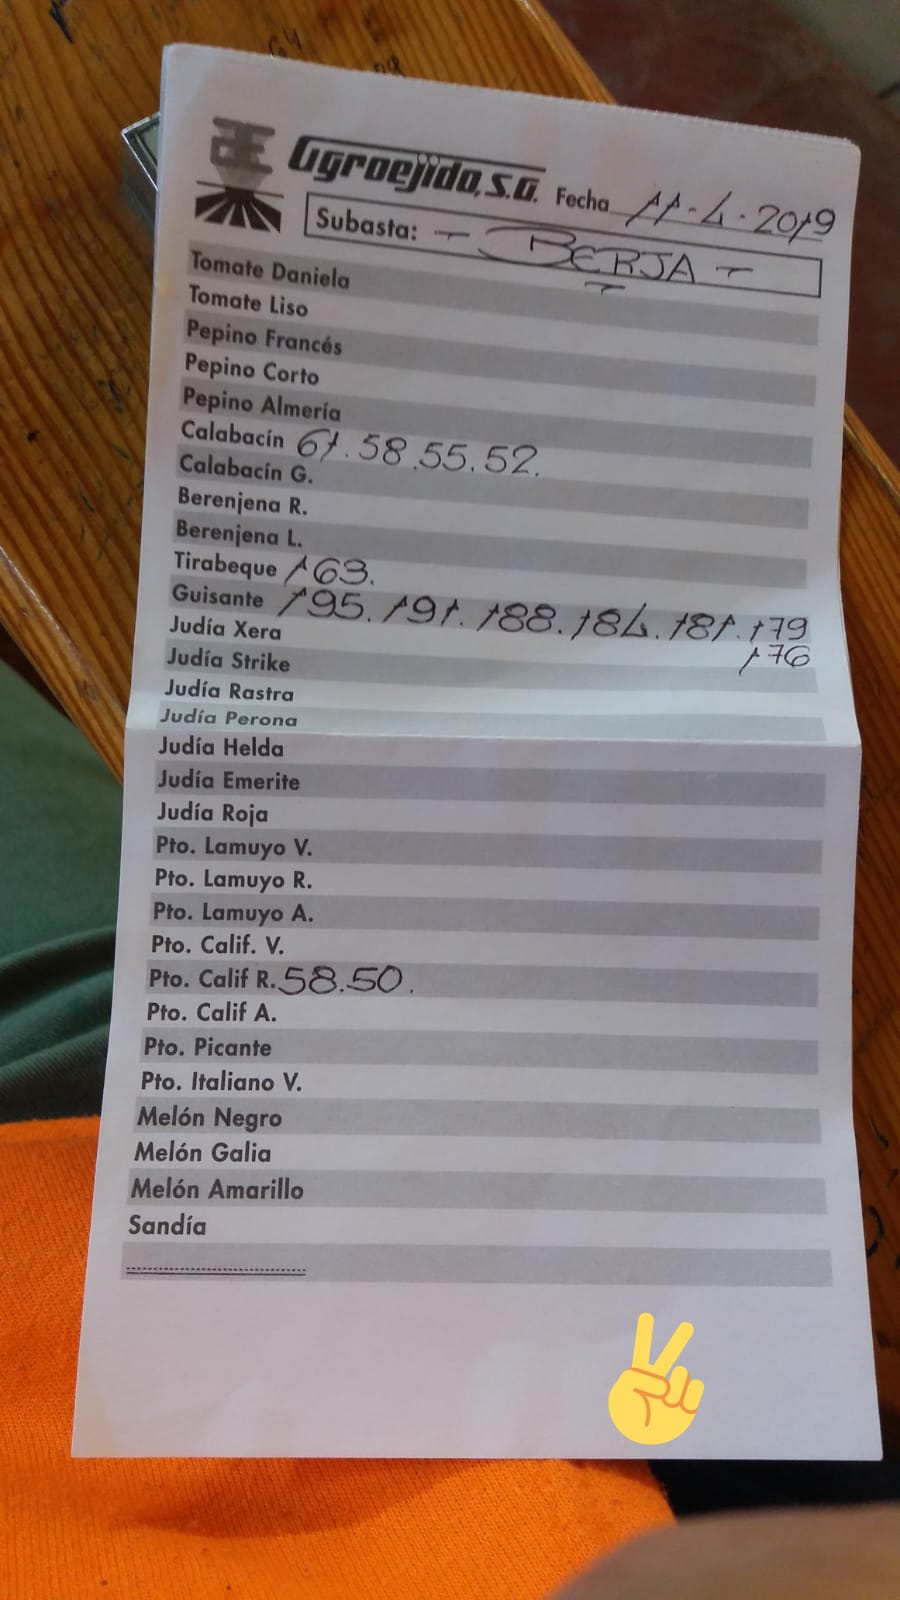 Agroejido, S.A. Fecha 11-4-2019
Subasta: - BERJA -
Tomate Daniela
Tomate Liso
Pepino Francés
Pepino Corto
Pepino Almería
Calabacín 61.58.55.52.
Calabacín G.
Berenjena R.
Berenjena L.
Tirabeque 163.
Guisante 195.191.188.184.181.179
176
Judía Xera
Judía Strike
Judía Rastra
Judía Perona
Judía Helda
Judía Emerite
Judía Roja
Pto. Lamuyo V.
Pto. Lamuyo R.
Pto. Lamuyo A.
Pto. Calif. V.
Pto. Calif R. 58.50.
Pto. Calif A.
Pto. Picante
Pto. Italiano V.
Melón Negro
Melón Galia
Melón Amarillo
Sandía